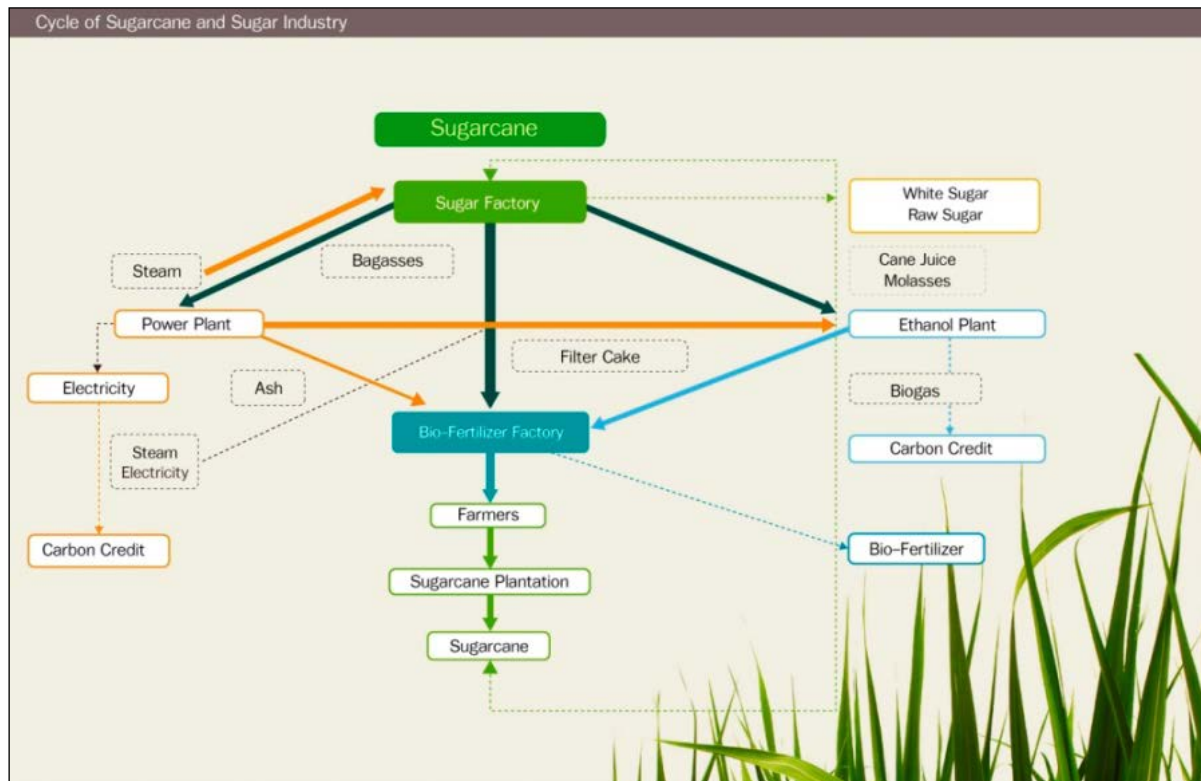 Cycle of Sugarcane and Sugar Industry
Sugarcane
Sugar Factory
White Sugar
Raw Sugar
Steam
Bagasses
Cane Juice
Molasses
Power Plant
Ethanol Plant
Filter Cake
Electricity
Ash
Biogas
Bio-Fertilizer Factory
Steam
Electricity
Carbon Credit
Farmers
Carbon Credit
Bio-Fertilizer
Sugarcane Plantation
Sugarcane